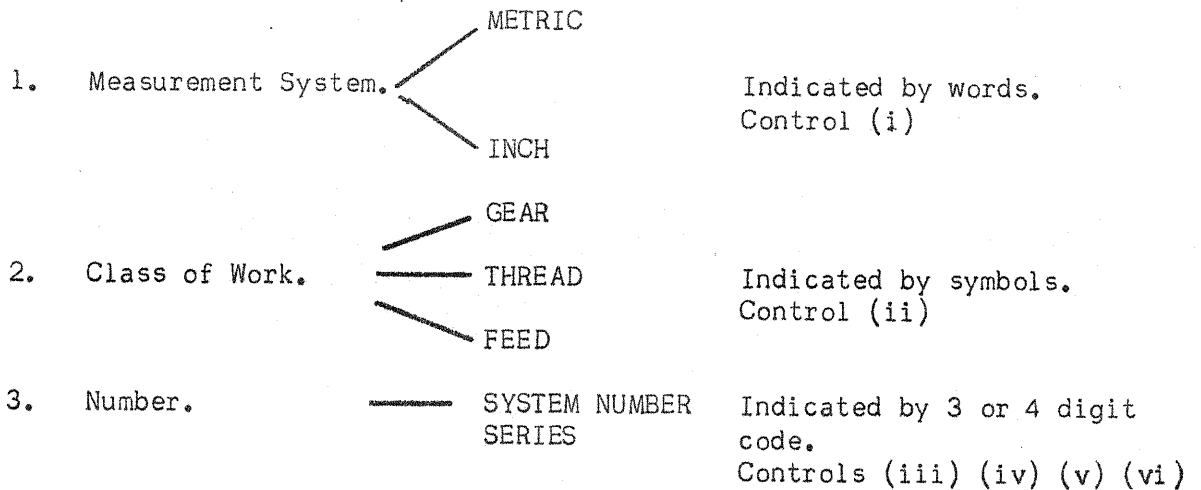 METRIC
1. Measurement System.
Indicated by words.
Control (i)
INCH
GEAR
2. Class of Work.
THREAD
Indicated by symbols.
Control (ii)
FEED
3. Number.
SYSTEM NUMBER
SERIES
Indicated by 3 or 4 digit
code.
Controls (iii) (iv) (v) (vi)